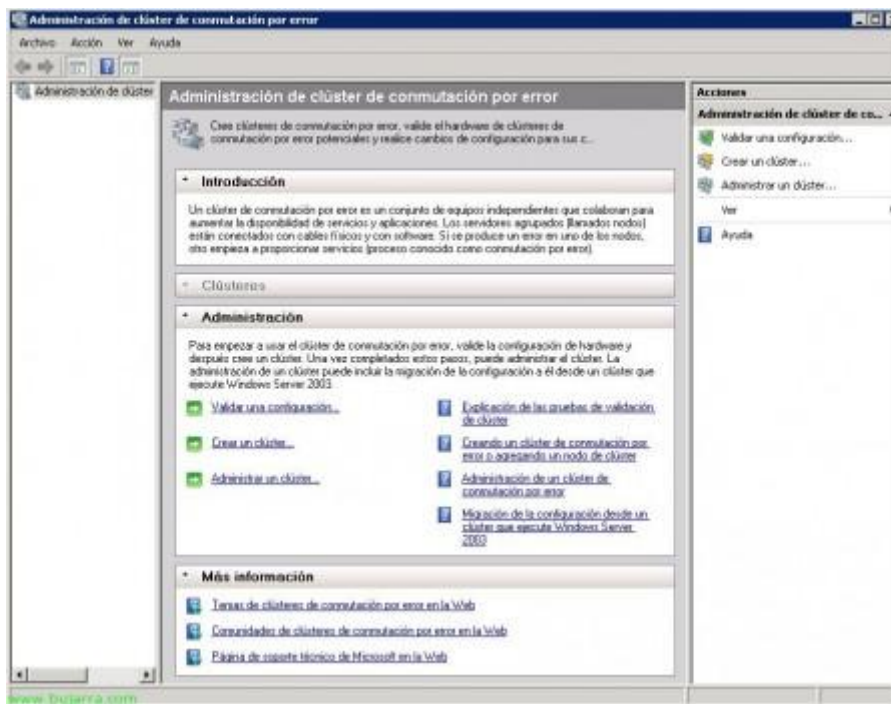 Administración de clúster de conmutación por error
Archivo Acción Ver Ayuda
Administración de clúster
Administración de clúster de conmutación por error
Cree clústeres de conmutación por error, valide el hardware de clústeres de
conmutación por error potenciales y realice cambios de configuración para sus c...
Introducción
Un clúster de conmutación por error es un conjunto de equipos independientes que colaboran para
aumentar la disponibilidad de servicios y aplicaciones. Los servidores agrupados (llamados nodos)
están conectados con cables físicos y con software. Si se produce un error en uno de los nodos,
otro empieza a proporcionar servicios (proceso conocido como conmutación por error).
Clústeres
Administración
Para empezar a usar el clúster de conmutación por error, valide la configuración de hardware y
después cree un clúster. Una vez completados estos pasos, puede administrar el clúster. La
administración de un clúster puede incluir la migración de la configuración a él desde un clúster que
ejecute Windows Server 2003.
Validar una configuración...
Crear un clúster...
Administrar un clúster...
Explicación de las pruebas de validación
de clúster
Creando un clúster de conmutación por
error o agregando un nodo de clúster
Administración de un clúster de
conmutación por error
Migración de la configuración desde un
clúster que ejecute Windows Server
2003
Más información
Temas de clústeres de conmutación por error en la Web
Comunidades de clústeres de conmutación por error en la Web
Página de soporte técnico de Microsoft en la Web
Acciones
Administración de clúster de co...
Validar una configuración...
Crear un clúster...
Administrar un clúster...
Ver
Ayuda
www.bujarra.com